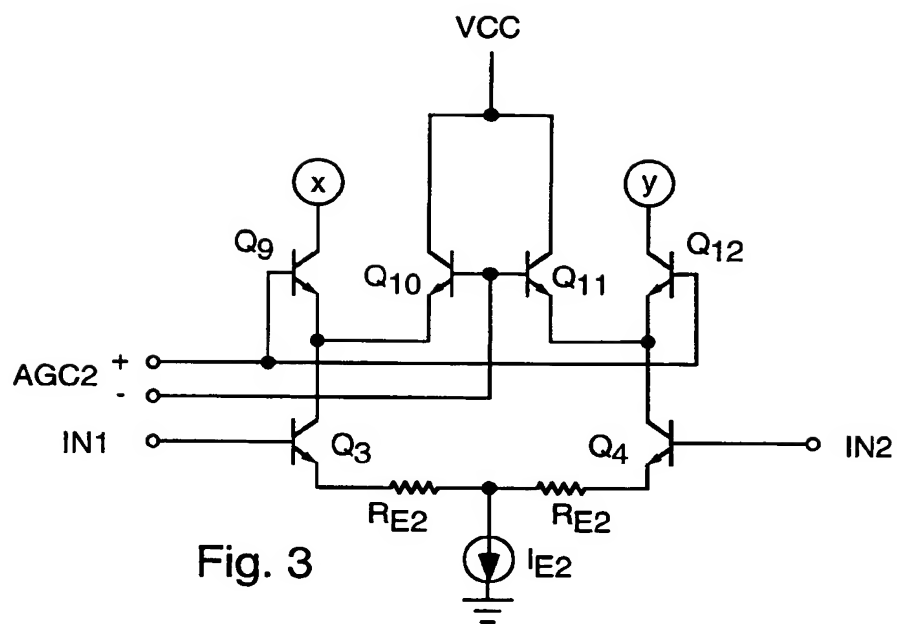 VCC
x
y
Q9
Q10
Q11
Q12
AGC2
+
-
IN1
Q3
Q4
IN2
RE2
RE2
IE2
Fig. 3